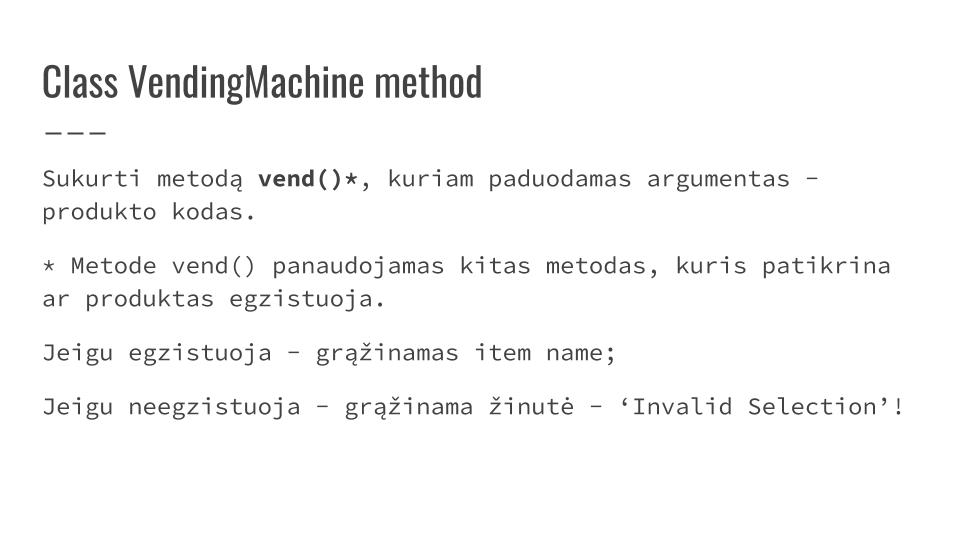 Class VendingMachine method
———
Sukurti metodą vend()*, kuriam paduodamas argumentas -
produkto kodas.
* Metode vend() panaudojamas kitas metodas, kuris patikrina
ar produktas egzistuoja.
Jeigu egzistuoja - grąžinamas item name;
Jeigu neegzistuoja - grąžinama žinutė - ‘Invalid Selection’!